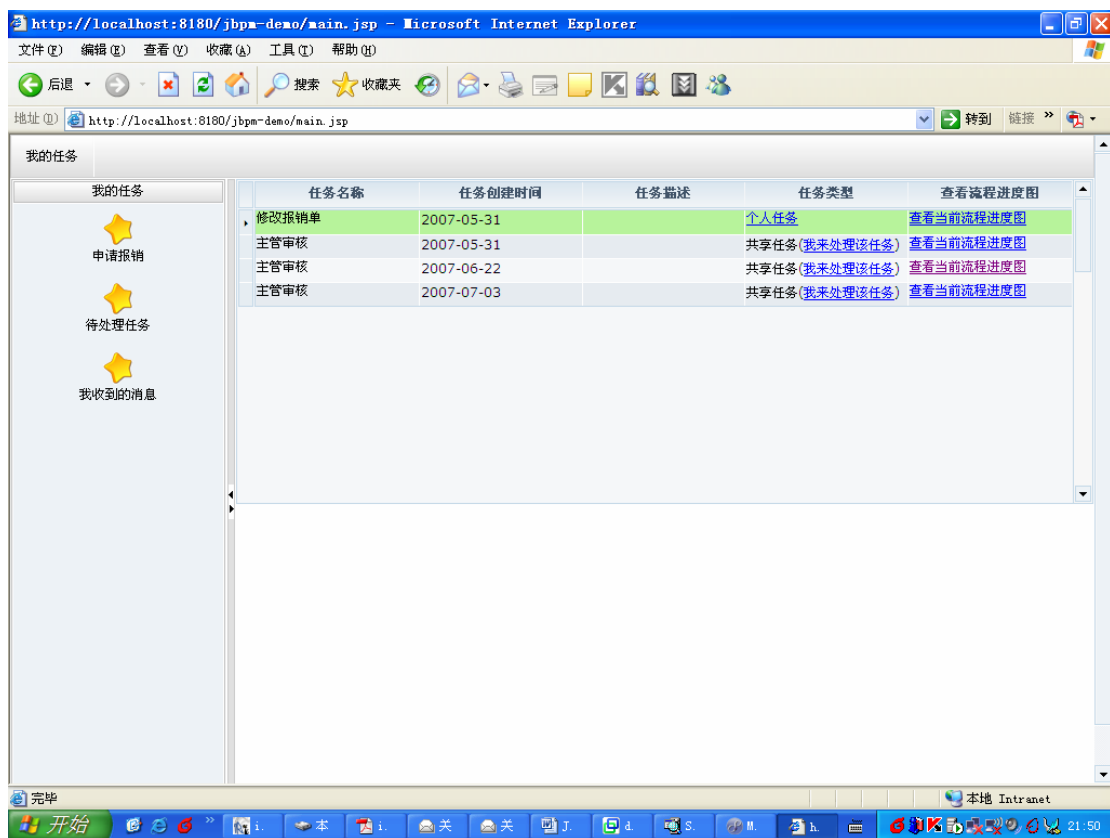 http://localhost:8180/jbpm-demo/main.jsp - Microsoft Internet Explorer
文件(F) 编辑(E) 查看(V) 收藏(A) 工具(T) 帮助(H)
后退 搜索 收藏夹
地址(D) http://localhost:8180/jbpm-demo/main.jsp 转到 链接 »
我的任务
我的任务
申请报销
待处理任务
我收到的消息
任务名称 任务创建时间 任务描述 任务类型 查看流程进度图
修改报销单 2007-05-31 个人任务 查看当前流程进度图
主管审核 2007-05-31 共享任务(我来处理该任务) 查看当前流程进度图
主管审核 2007-06-22 共享任务(我来处理该任务) 查看当前流程进度图
主管审核 2007-07-03 共享任务(我来处理该任务) 查看当前流程进度图
完毕 本地 Intranet
开始 » i. 本 i. 关 关 J. d. S. M. h. 21:50